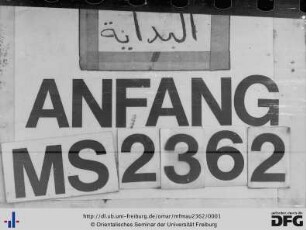 البداية
ANFANG
MS 2362
http://dl.ub.uni-freiburg.de/omar/mfmau2362/0001
© Orientalisches Seminar der Universität Freiburg
DFG